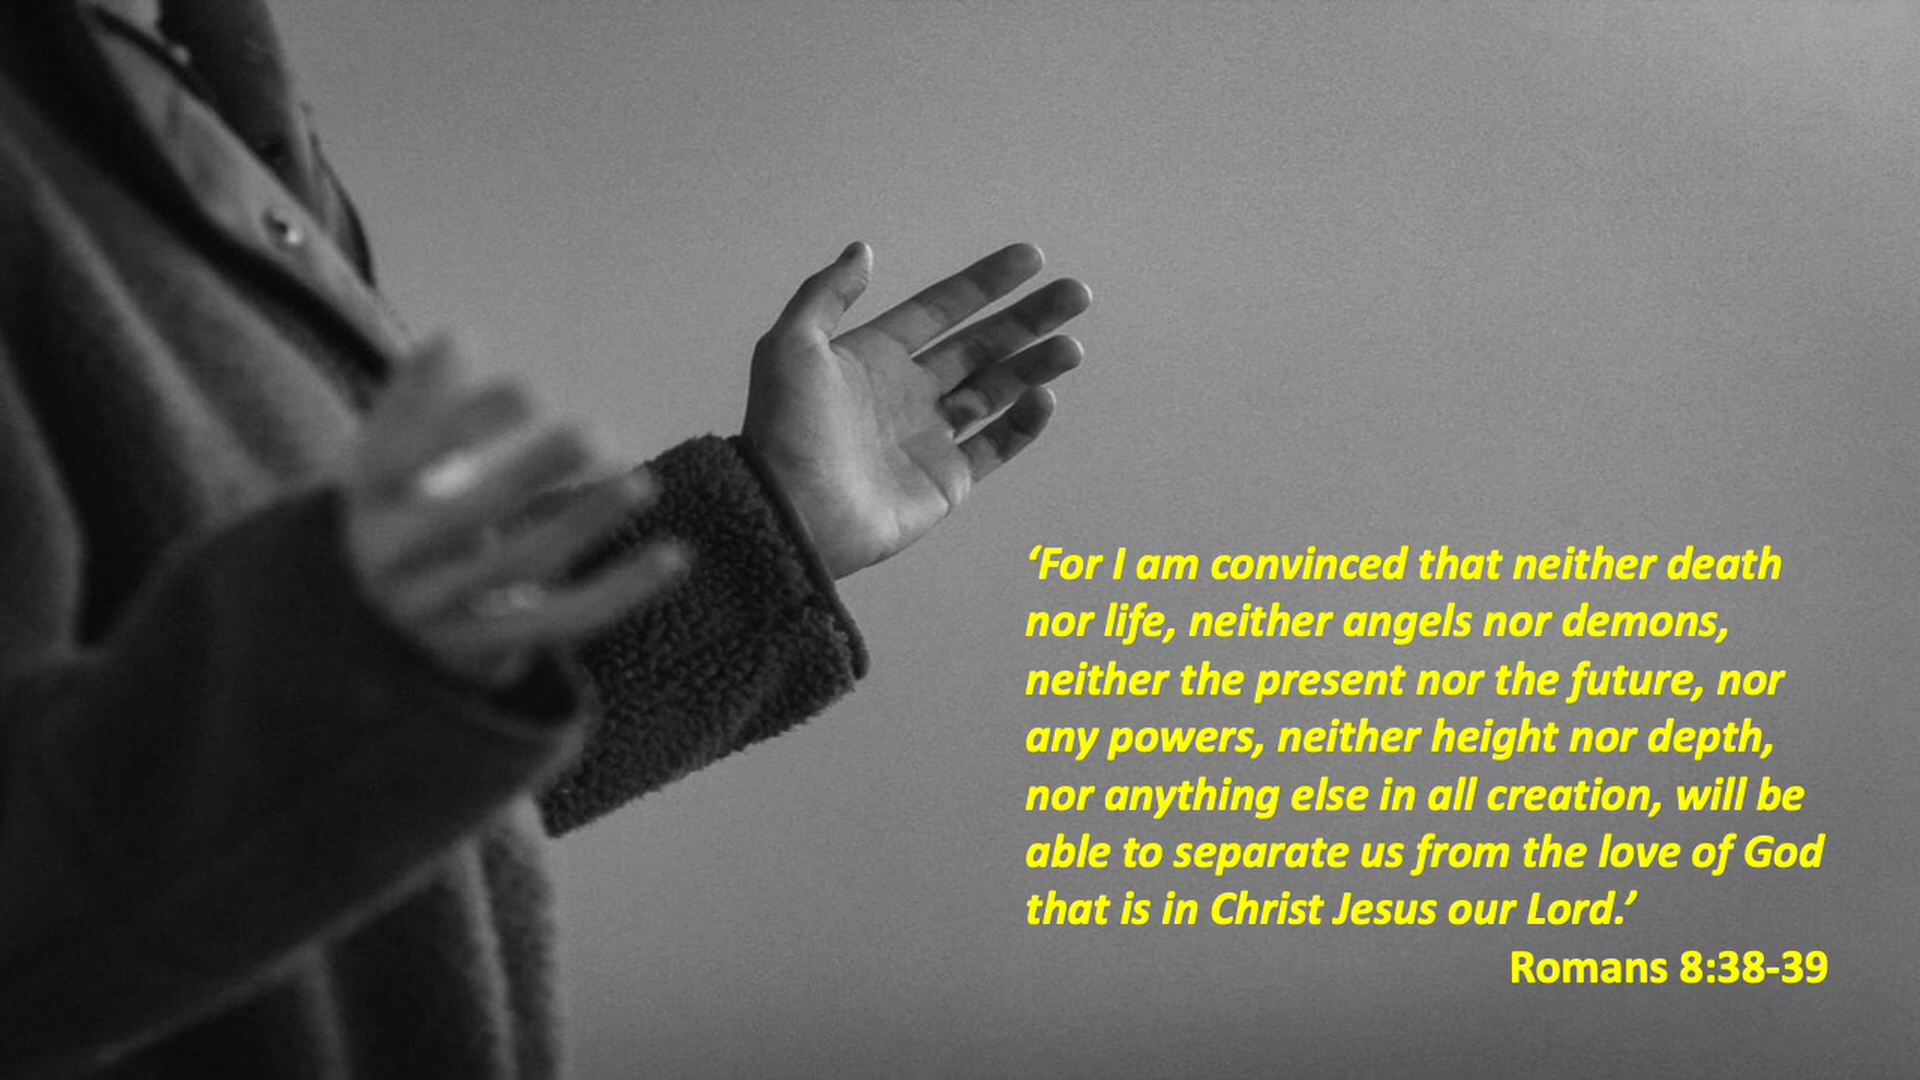 ‘For I am convinced that neither death
nor life, neither angels nor demons,
neither the present nor the future, nor
any powers, neither height nor depth,
nor anything else in all creation, will be
able to separate us from the love of God
that is in Christ Jesus our Lord.’
Romans 8:38-39